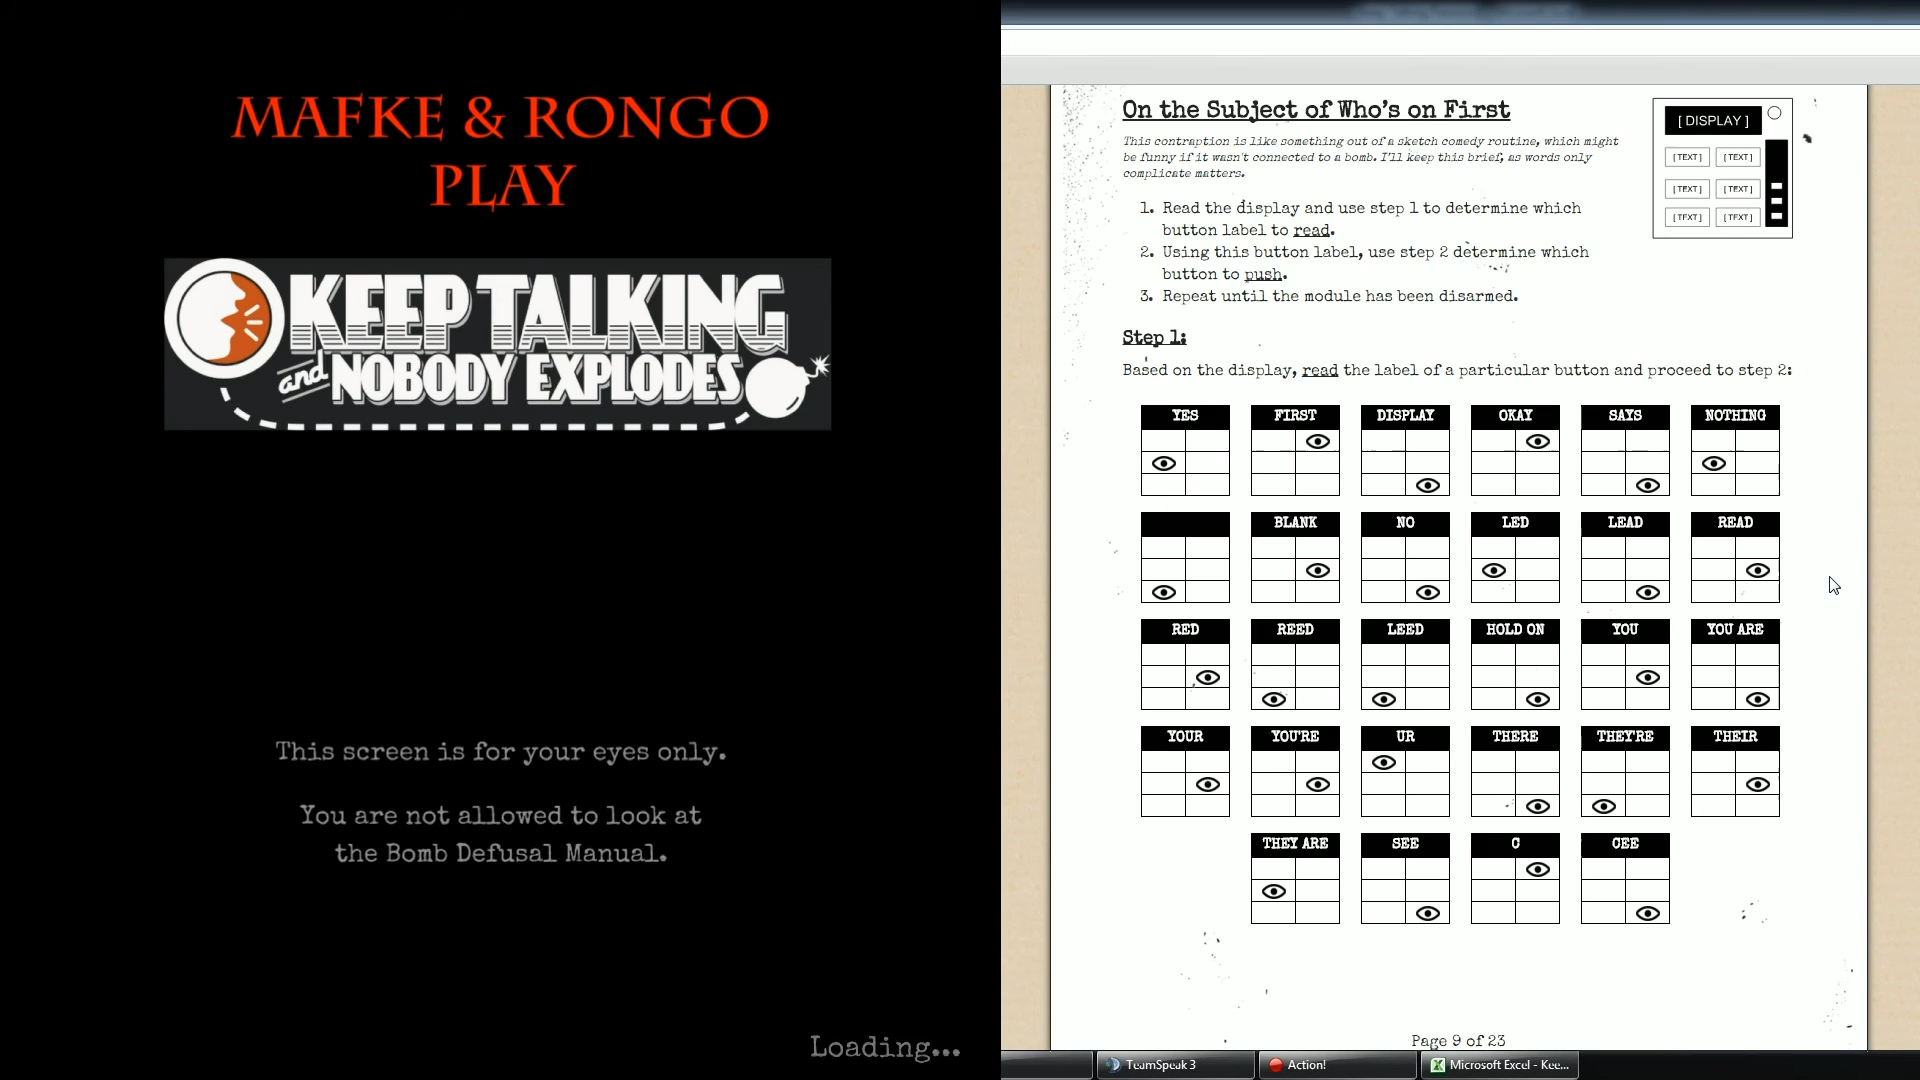 MAFKE & RONGO
PLAY
KEEP TALKING
and NOBODY EXPLODES
This screen is for your eyes only.
You are not allowed to look at
the Bomb Defusal Manual.
Loading...
On the Subject of Who's on First
This contraption is like something out of a sketch comedy routine, which might
be funny if it wasn't connected to a bomb. I'll keep this brief, as words only
complicate matters.
[ DISPLAY ]
[ TEXT ] [ TEXT ]
[ TEXT ] [ TEXT ]
[ TEXT ] [ TEXT ]
1. Read the display and use step 1 to determine which
button label to read.
2. Using this button label, use step 2 determine which
button to push.
3. Repeat until the module has been disarmed.
Step 1:
Based on the display, read the label of a particular button and proceed to step 2:
YES FIRST DISPLAY OKAY SAYS NOTHING
BLANK NO LED LEAD READ
RED REED LEED HOLD ON YOU YOU ARE
YOUR YOU'RE UR THERE THEY'RE THEIR
THEY ARE SEE C CEE
Page 9 of 23
TeamSpeak 3 Action! Microsoft Excel - Kee...